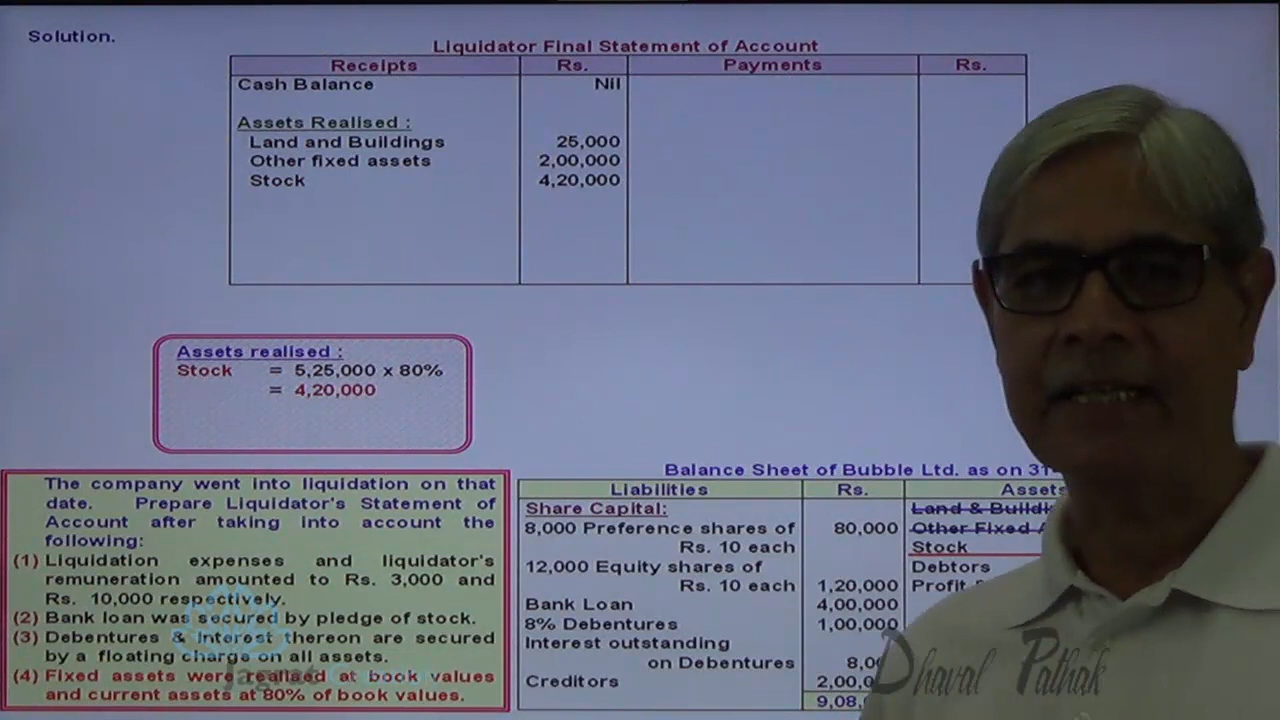 Solution.
Liquidator Final Statement of Account
Receipts Rs. Payments Rs.
Cash Balance Nil
Assets Realised :
Land and Buildings 25,000
Other fixed assets 2,00,000
Stock 4,20,000
Assets realised :
Stock = 5,25,000 x 80%
= 4,20,000
The company went into liquidation on that
date. Prepare Liquidator's Statement of
Account after taking into account the
following:
(1) Liquidation expenses and liquidator's
remuneration amounted to Rs. 3,000 and
Rs. 10,000 respectively.
(2) Bank loan was secured by pledge of stock.
(3) Debentures & Interest thereon are secured
by a floating charge on all assets.
(4) Fixed assets were realised at book values
and current assets at 80% of book values.
Balance Sheet of Bubble Ltd. as on 31
Liabilities Rs. Assets
Share Capital: Land &
8,000 Preference shares of 80,000 Other Fixed
Rs. 10 each Stock
12,000 Equity shares of Debtors
Rs. 10 each 1,20,000 Profit
Bank Loan 4,00,000
8% Debentures 1,00,000
Interest outstanding
on Debentures
Creditors
Dhaval Pathak